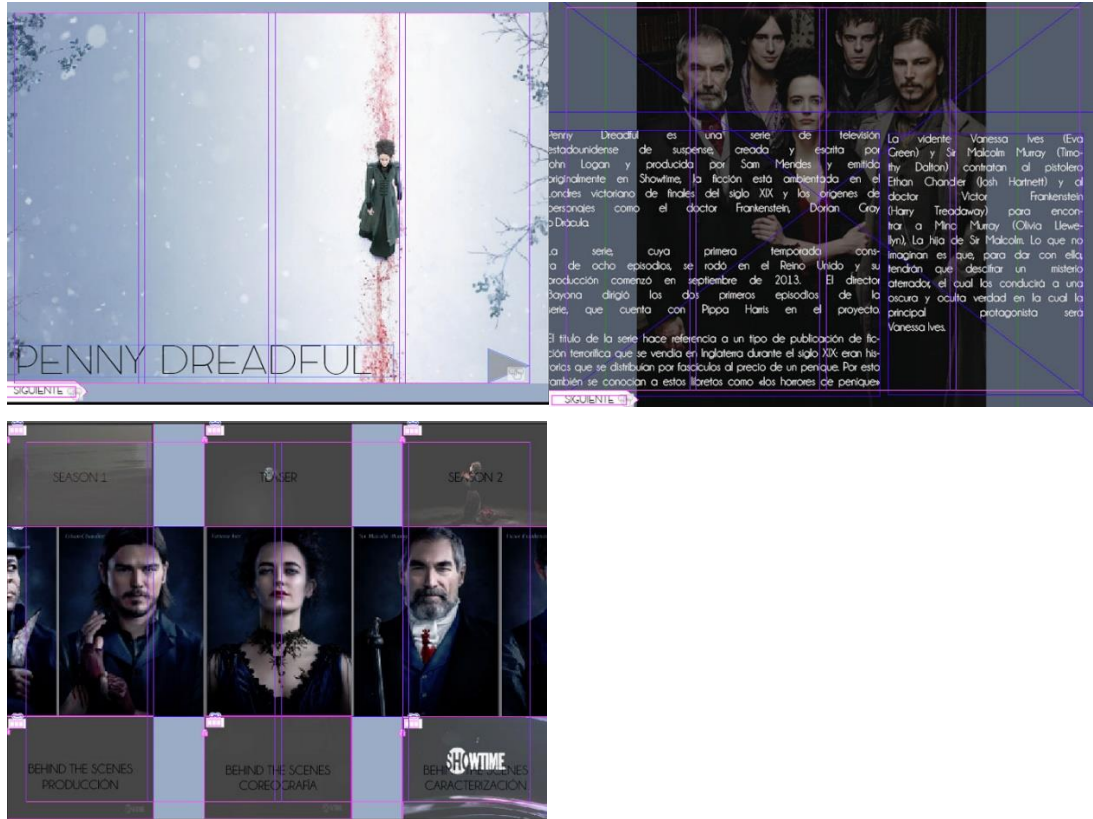 PENNY DREADFUL
SIGUIENTE
Penny Dreadful es una serie de televisión
estadounidense de suspense, creada y escrita por
John Logan y producida por Sam Mendes y emitida
originalmente en Showtime, la ficción está ambientada en el
Londres victoriano de finales del siglo XIX y los orígenes de
personajes como el doctor Frankenstein, Dorian Gray
o Drácula.
La serie, cuya primera temporado cons-
ta de ocho episodios, se rodó en el Reino Unido y su
producción comenzó en septiembre de 2013. El director
Bayona dirigió los dos primeros episodios de la
serie, que cuenta con Pippa Harris en el proyecto.
El título de la serie hace referencia a un tipo de publicación de fic-
ción terrorífica que se vendía en Inglaterra durante el siglo XIX: eran his-
torias que se distribuían por fascículos al precio de un penique. Por esto
también se conocían a estos libretos como «los horrores de penique»
La vidente Vanessa Ives (Eva
Green) y Sir Malcolm Murray (Timo-
thy Dalton) contratan al pistolero
Ethan Chandler (Josh Hartnett) y al
doctor Victor Frankenstein
(Harry Treadaway) para encon-
trar a Mina Murray (Olivia Llewe-
llyn), La hija de Sir Malcolm. Lo que no
imaginan es que, para dar con ella,
tendrán que descifrar un misterio
aterrador, el cual los conducirá a una
oscura y oculta verdad en la cual la
principal protagonista será
Vanessa Ives.
SIGUIENTE
SEASON 1
TEASER
SEASON 2
Ethan Chandler
Vanessa Ives
Sir Malcolm Murray
BEHIND THE SCENES
PRODUCCIÓN
BEHIND THE SCENES
COREOGRAFÍA
SHOWTIME
BEHIND THE SCENES
CARACTERIZACIÓN